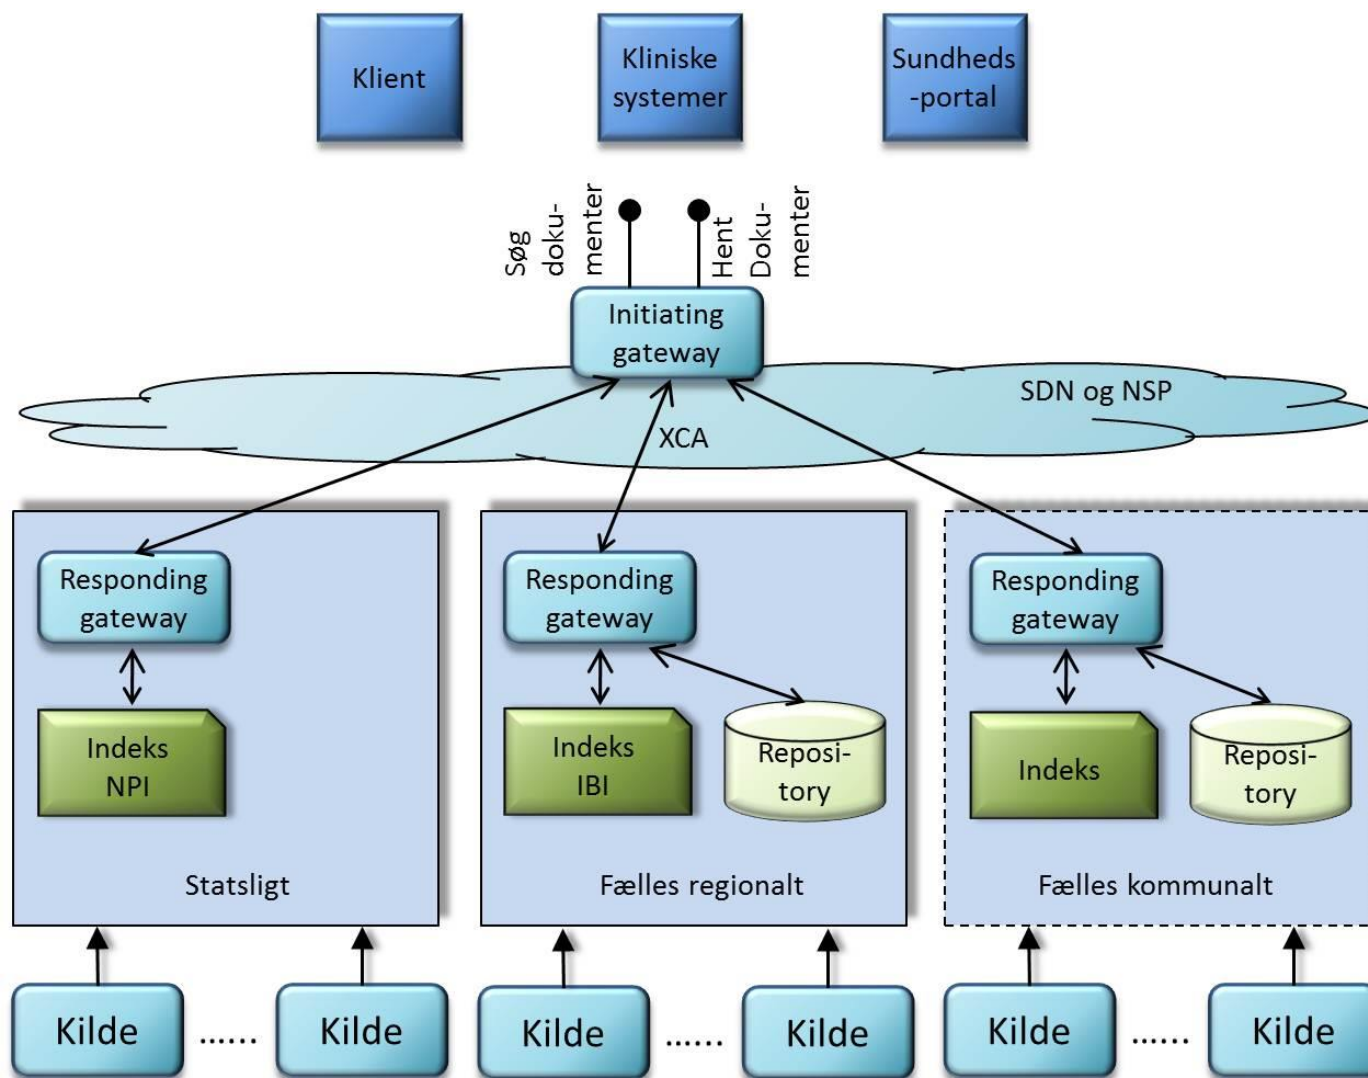 Klient
Kliniske
systemer
Sundheds
-portal
Søg
doku-
menter
Hent
Doku-
menter
Initiating
gateway
SDN og NSP
XCA
Responding
gateway
Indeks
NPI
Statsligt
Responding
gateway
Indeks
IBI
Reposi-
tory
Fælles regionalt
Responding
gateway
Indeks
Reposi-
tory
Fælles kommunalt
Kilde ...... Kilde
Kilde ...... Kilde
Kilde ...... Kilde